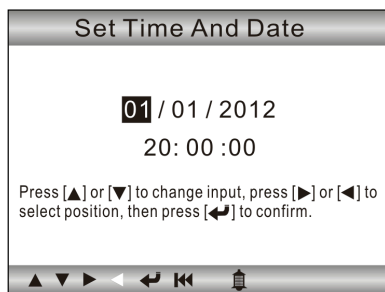 Set Time And Date
01 / 01 / 2012
20: 00 :00
Press [▲] or [▼] to change input, press [▶] or [◀] to
select position, then press [↵] to confirm.